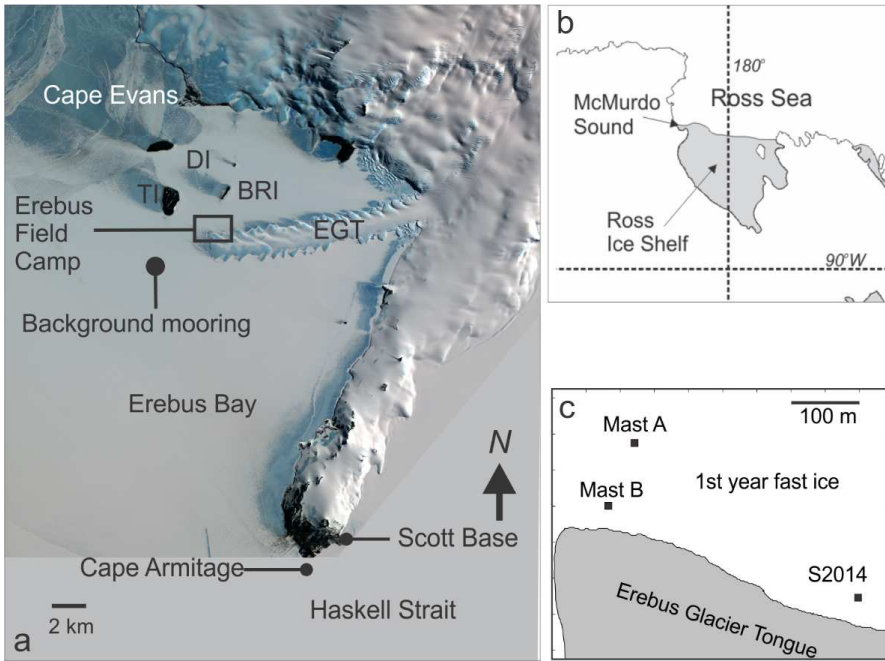 a
Cape Evans
DI
TI
BRI
Erebus
Field
Camp
EGT
Background mooring
Erebus Bay
N
Scott Base
Cape Armitage
2 km
Haskell Strait
b
180°
Ross Sea
McMurdo
Sound
Ross
Ice Shelf
90°W
c
100 m
Mast A
Mast B
1st year fast ice
S2014
Erebus Glacier Tongue